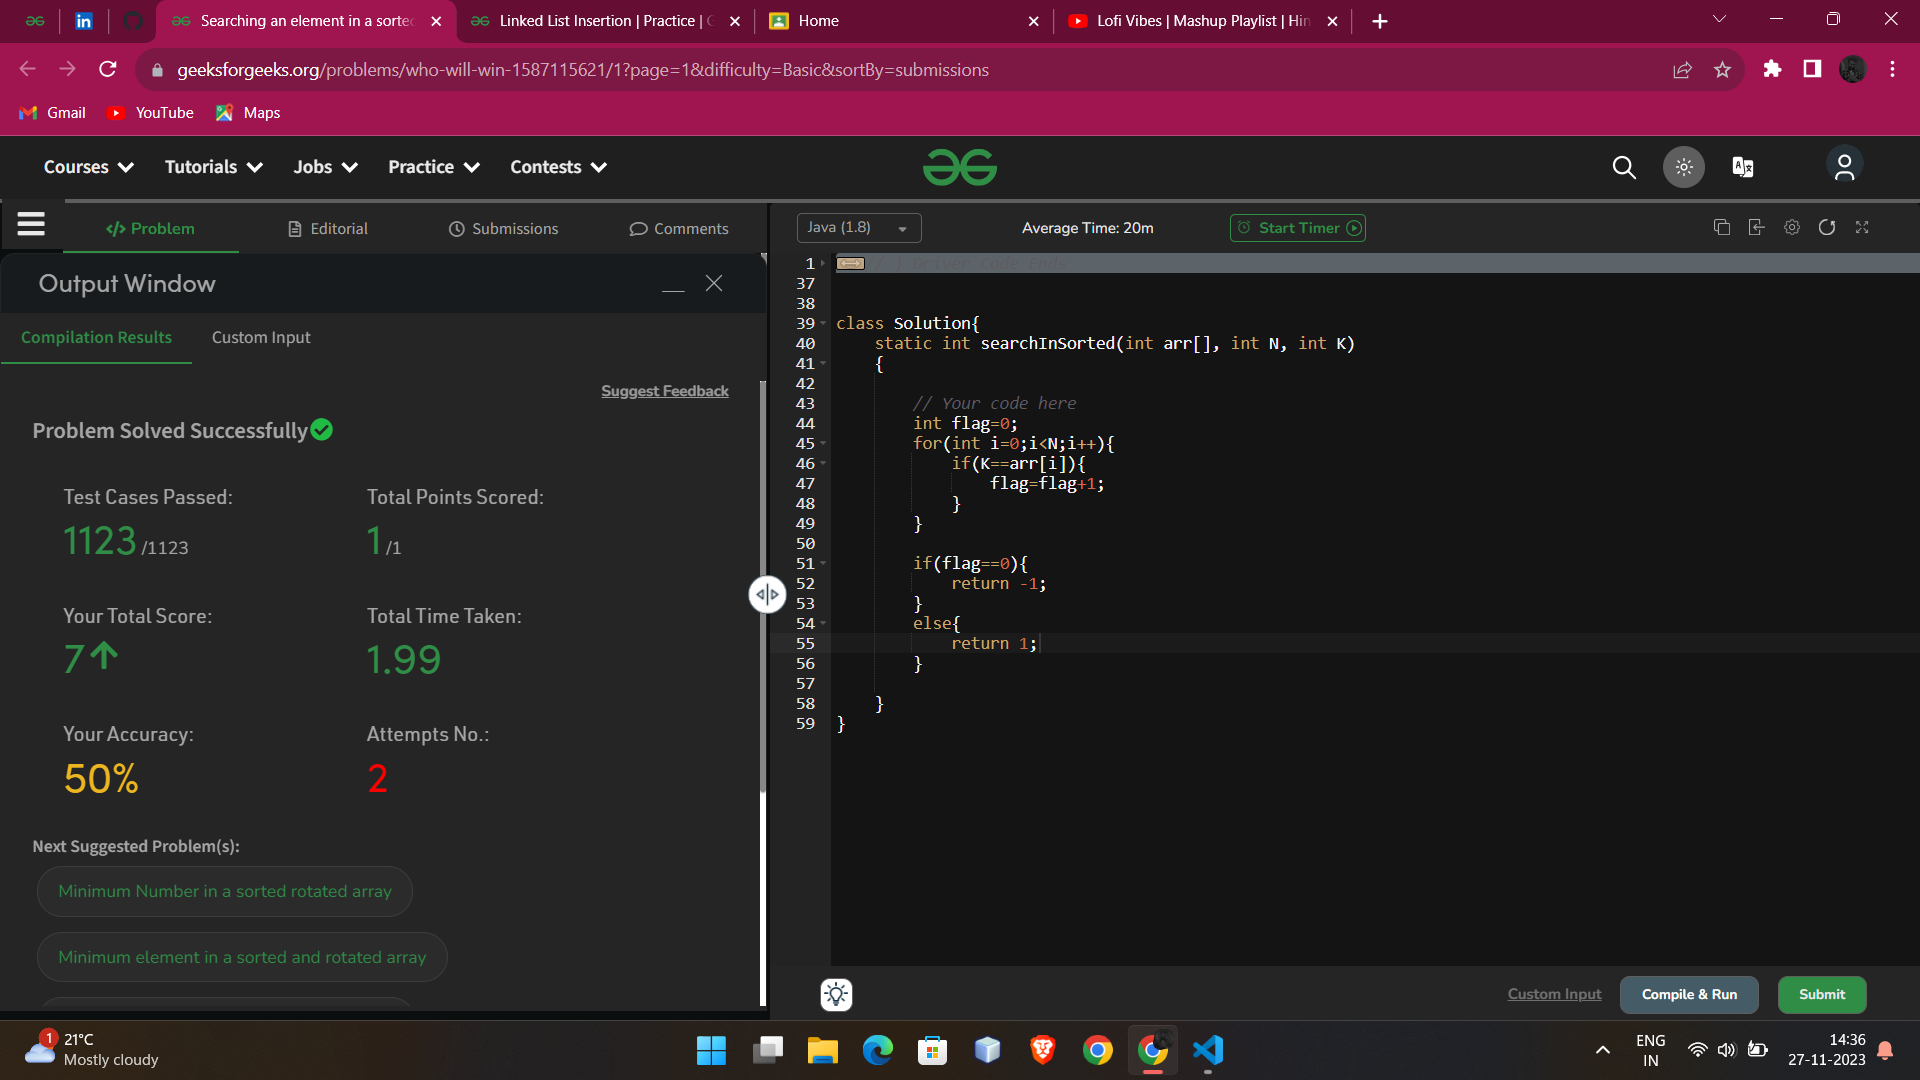 Searching an element in a sorte
Linked List Insertion | Practice | G
Home
Lofi Vibes | Mashup Playlist | Hin
geeksforgeeks.org/problems/who-will-win-1587115621/1?page=1&difficulty=Basic&sortBy=submissions
Gmail
YouTube
Maps
Courses
Tutorials
Jobs
Practice
Contests
</> Problem
Editorial
Submissions
Comments
Java (1.8)
Average Time: 20m
Start Timer
Output Window
Compilation Results
Custom Input
Suggest Feedback
Problem Solved Successfully
Test Cases Passed:
1123 /1123
Total Points Scored:
1 /1
Your Total Score:
7
Total Time Taken:
1.99
Your Accuracy:
50%
Attempts No.:
2
Next Suggested Problem(s):
Minimum Number in a sorted rotated array
Minimum element in a sorted and rotated array
1 // } Driver Code Ends
37
38
39 class Solution{
40 static int searchInSorted(int arr[], int N, int K)
41 {
42
43 // Your code here
44 int flag=0;
45 for(int i=0;i<N;i++){
46 if(K==arr[i]){
47 flag=flag+1;
48 }
49 }
50
51 if(flag==0){
52 return -1;
53 }
54 else{
55 return 1;
56 }
57
58 }
59 }
Custom Input
Compile & Run
Submit
1
21°C
Mostly cloudy
ENG
IN
14:36
27-11-2023